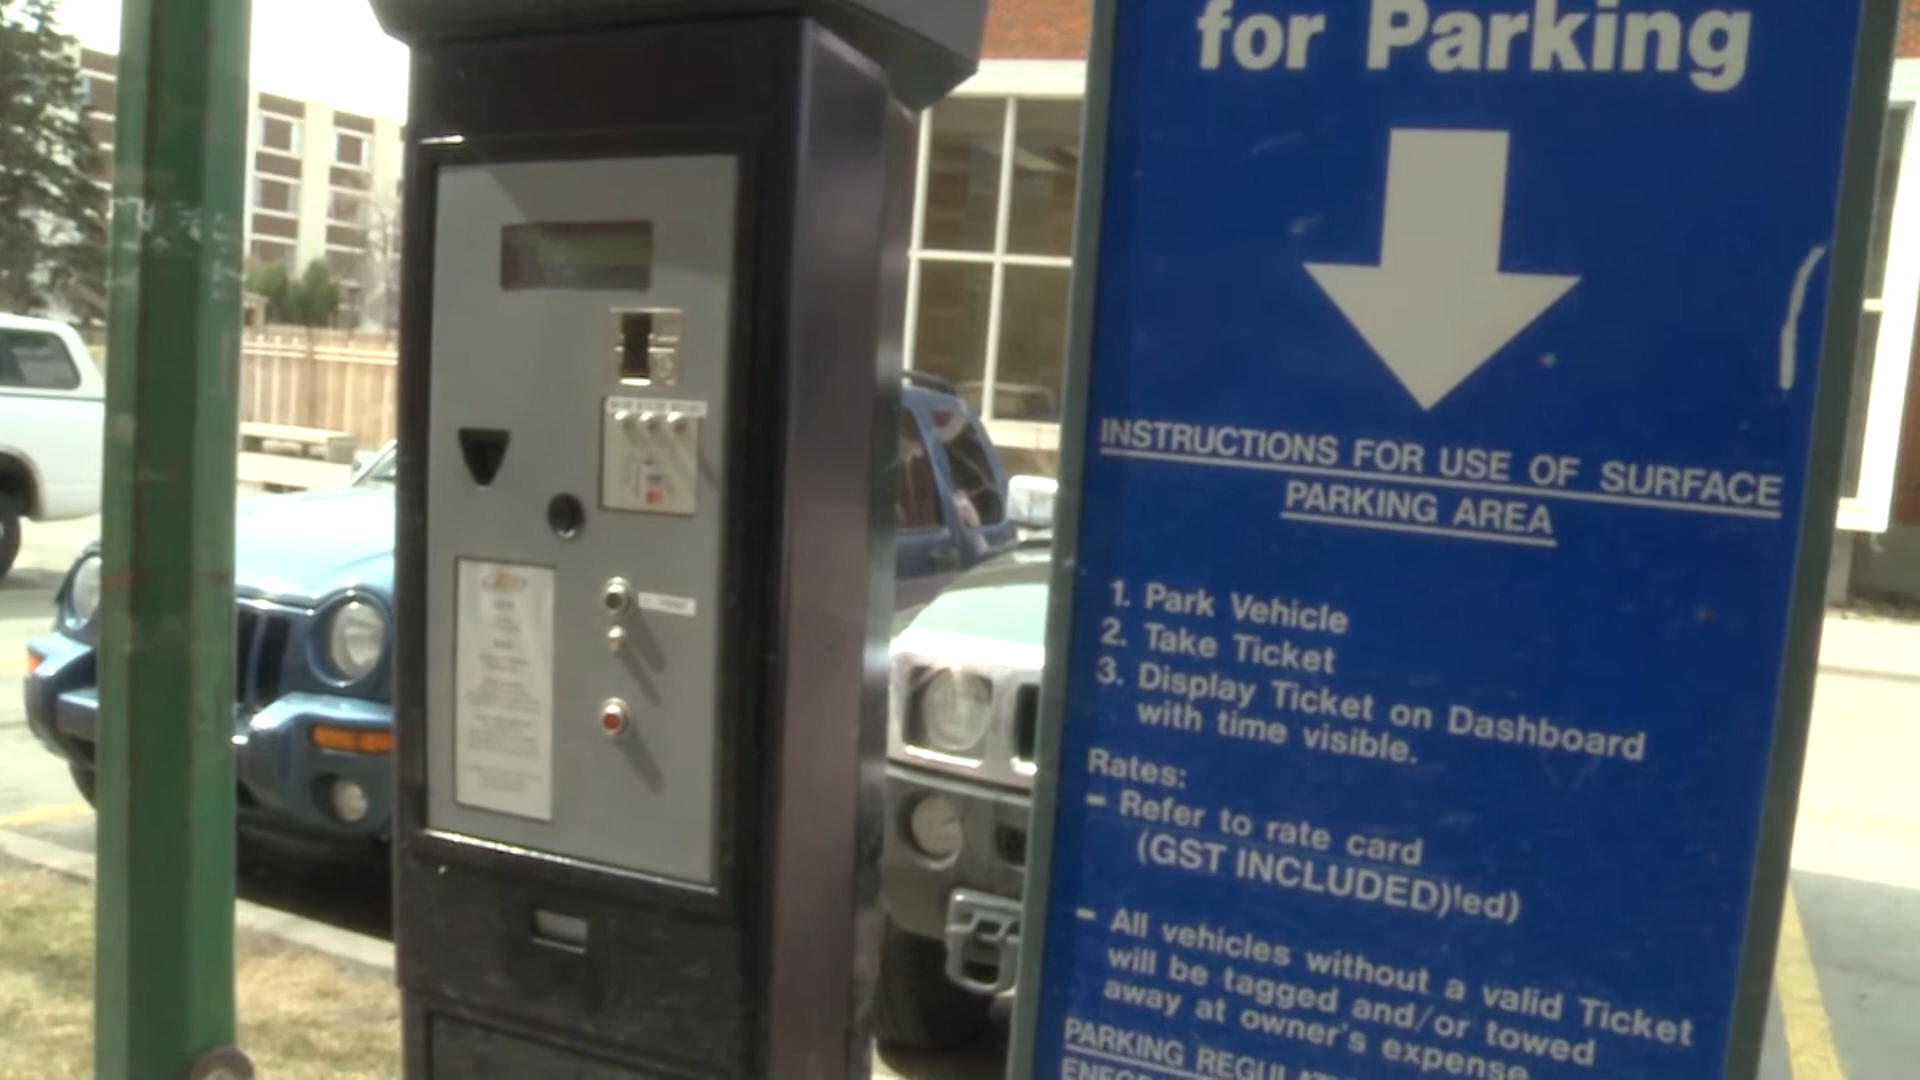 for Parking
INSTRUCTIONS FOR USE OF SURFACE
PARKING AREA
1. Park Vehicle
2. Take Ticket
3. Display Ticket on Dashboard
with time visible.
Rates:
- Refer to rate card
(GST INCLUDED)led)
- All vehicles without a valid Ticket
will be tagged and/or towed
away at owner's expense
PARKING